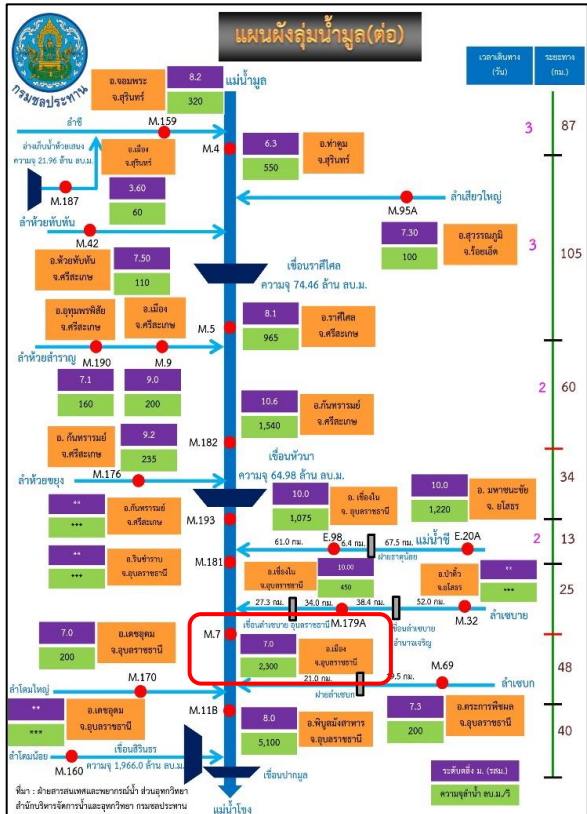 แผนผังลุ่มน้ำมูล(ต่อ)
กรมชลประทาน
เวลาเดินทาง
(วัน)
ระยะทาง
(กม.)
อ.จอมพระ
จ.สุรินทร์
8.2
320
แม่น้ำมูล
ลำชี
M.159
3
87
อ่างเก็บน้ำห้วยเสนง
ความจุ 21.96 ล้าน ลบ.ม.
อ.เมือง
จ.สุรินทร์
3.60
60
M.187
M.4
6.3
550
อ.ท่าตูม
จ.สุรินทร์
ลำเสียวใหญ่
M.95A
ลำห้วยทับทัน
M.42
7.30
100
อ.สุวรรณภูมิ
จ.ร้อยเอ็ด
3
105
อ.ห้วยทับทัน
จ.ศรีสะเกษ
7.50
110
เขื่อนราศีไศล
ความจุ 74.46 ล้าน ลบ.ม.
อ.อุทุมพรพิสัย
จ.ศรีสะเกษ
อ.เมือง
จ.ศรีสะเกษ
M.5
8.1
965
อ.ราศีไศล
จ.ศรีสะเกษ
ลำห้วยสำราญ
M.190
M.9
7.1
160
9.0
200
2
60
10.6
1,540
อ.กันทรารมย์
จ.ศรีสะเกษ
อ. กันทรารมย์
จ.ศรีสะเกษ
9.2
235
M.182
เขื่อนหัวนา
ความจุ 64.98 ล้าน ลบ.ม.
ลำห้วยขยุง
M.176
34
**
***
อ.กันทรารมย์
จ.ศรีสะเกษ
M.193
10.0
1,075
อ. เขื่องใน
จ. อุบลราชธานี
10.0
1,220
อ. มหาชนะชัย
จ. ยโสธร
**
***
อ.วารินชำราบ
จ.อุบลราชธานี
M.181
61.0 กม.
E.98
6.4 กม.
67.5 กม.
แม่น้ำชี
E.20A
ฝายธาตุน้อย
2
13
อ.เขื่องใน
จ.อุบลราชธานี
10.00
450
อ.ป่าติ้ว
จ.ยโสธร
**
***
25
27.3 กม.
34.0 กม.
38.4 กม.
52.0 กม.
ลำเซบาย
M.179A
M.32
เขื่อนลำเซบาย อุบลราชธานี
เขื่อนลำเซบาย
อำนาจเจริญ
7.0
200
อ.เดชอุดม
จ.อุบลราชธานี
M.7
7.0
2,300
อ.เมือง
จ.อุบลราชธานี
48
ลำโดมใหญ่
M.170
21.0 กม.
M.69
ลำเซบก
ฝายลำเซบก
**
***
อ.เดชอุดม
จ.อุบลราชธานี
M.11B
8.0
5,100
อ.พิบูลมังสาหาร
จ.อุบลราชธานี
7.3
200
อ.ตระการพืชผล
จ.อุบลราชธานี
40
ลำโดมน้อย
M.160
เขื่อนสิรินธร
ความจุ 1,966.0 ล้าน ลบ.ม.
เขื่อนปากมูล
แม่น้ำโขง
ระดับตลิ่ง ม. (รสม.)
ความจุลำน้ำ ลบ.ม./วิ
ที่มา : ฝ่ายสารสนเทศและพยากรณ์น้ำ ส่วนอุทกวิทยา
สำนักบริหารจัดการน้ำและอุทกวิทยา กรมชลประทาน